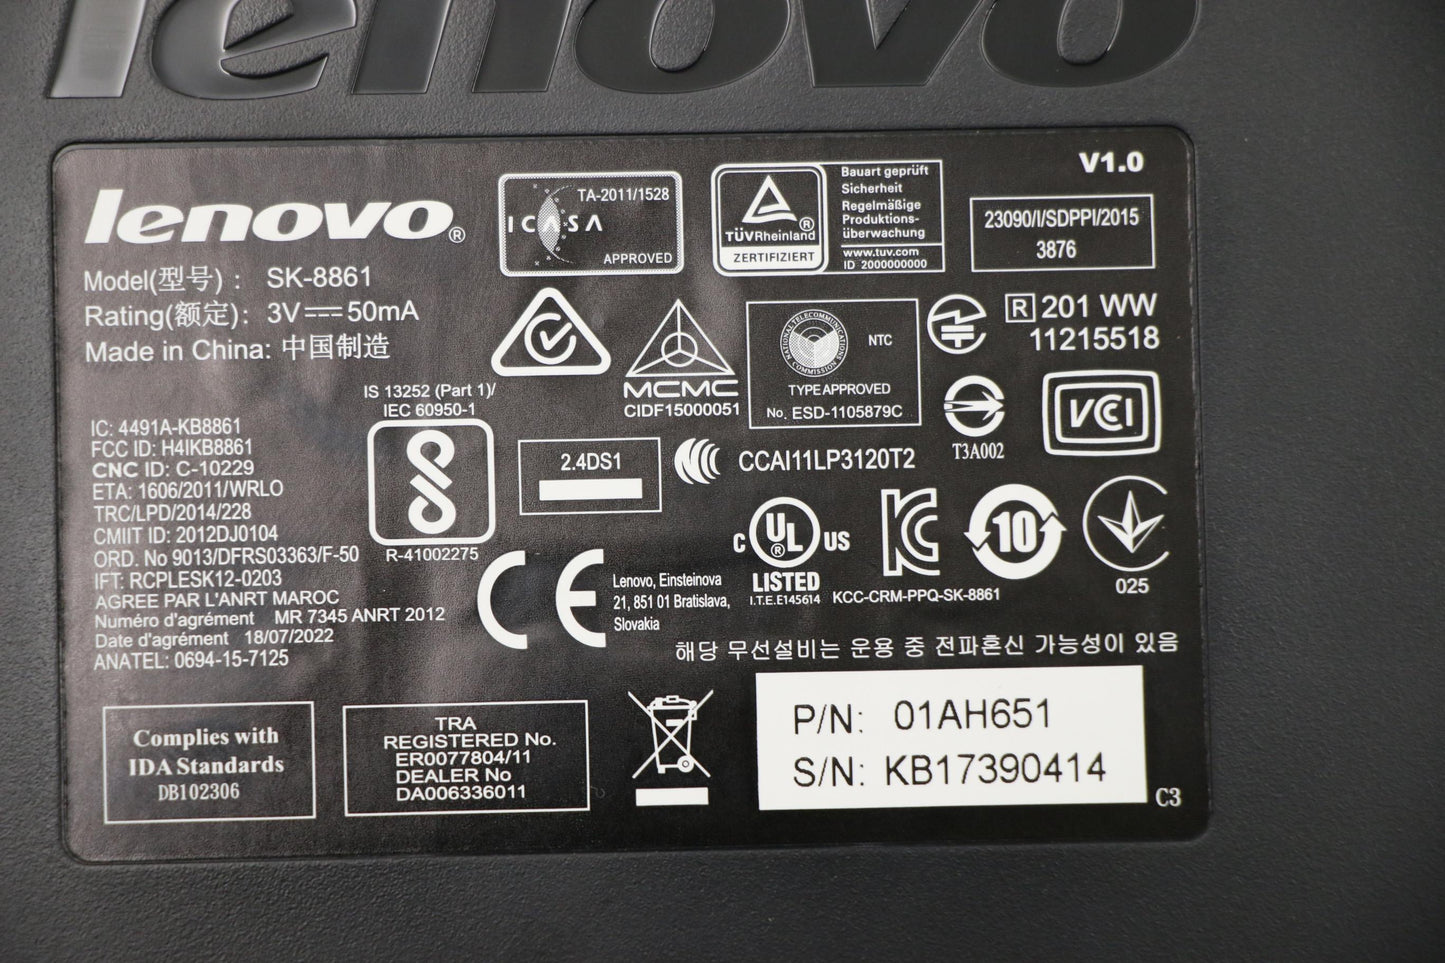 lenovo
V1.0
lenovo®
Model(型号) : SK-8861
Rating(额定): 3V⎓50mA
Made in China: 中国制造
TA-2011/1528
ICASA
APPROVED
TÜVRheinland®
ZERTIFIZIERT
Bauart geprüft
Sicherheit
Regelmäßige
Produktions-
überwachung
www.tuv.com
ID 2000000000
23090/I/SDPPI/2015
3876
MCMC
CIDF15000051
NATIONAL TELECOMMUNICATIONS COMMISSION
NTC
TYPE APPROVED
No. ESD-1105879C
R 201 WW
11215518
IS 13252 (Part 1)/
IEC 60950-1
R-41002275
2.4DS1
CCAI11LP3120T2
T3A002
VCCI
IC: 4491A-KB8861
FCC ID: H4IKB8861
CNC ID: C-10229
ETA: 1606/2011/WRLO
TRC/LPD/2014/228
CMIIT ID: 2012DJ0104
ORD. No 9013/DFRS03363/F-50
IFT: RCPLESK12-0203
AGREE PAR L'ANRT MAROC
Numéro d'agrément MR 7345 ANRT 2012
Date d'agrément 18/07/2022
ANATEL: 0694-15-7125
CE
Lenovo, Einsteinova
21, 851 01 Bratislava,
Slovakia
C UL® US
LISTED
I.T.E.E145614
KC
KCC-CRM-PPQ-SK-8861
10
025
해당 무선설비는 운용 중 전파혼신 가능성이 있음
Complies with
IDA Standards
DB102306
TRA
REGISTERED No.
ER0077804/11
DEALER No
DA006336011
P/N: 01AH651
S/N: KB17390414
C3